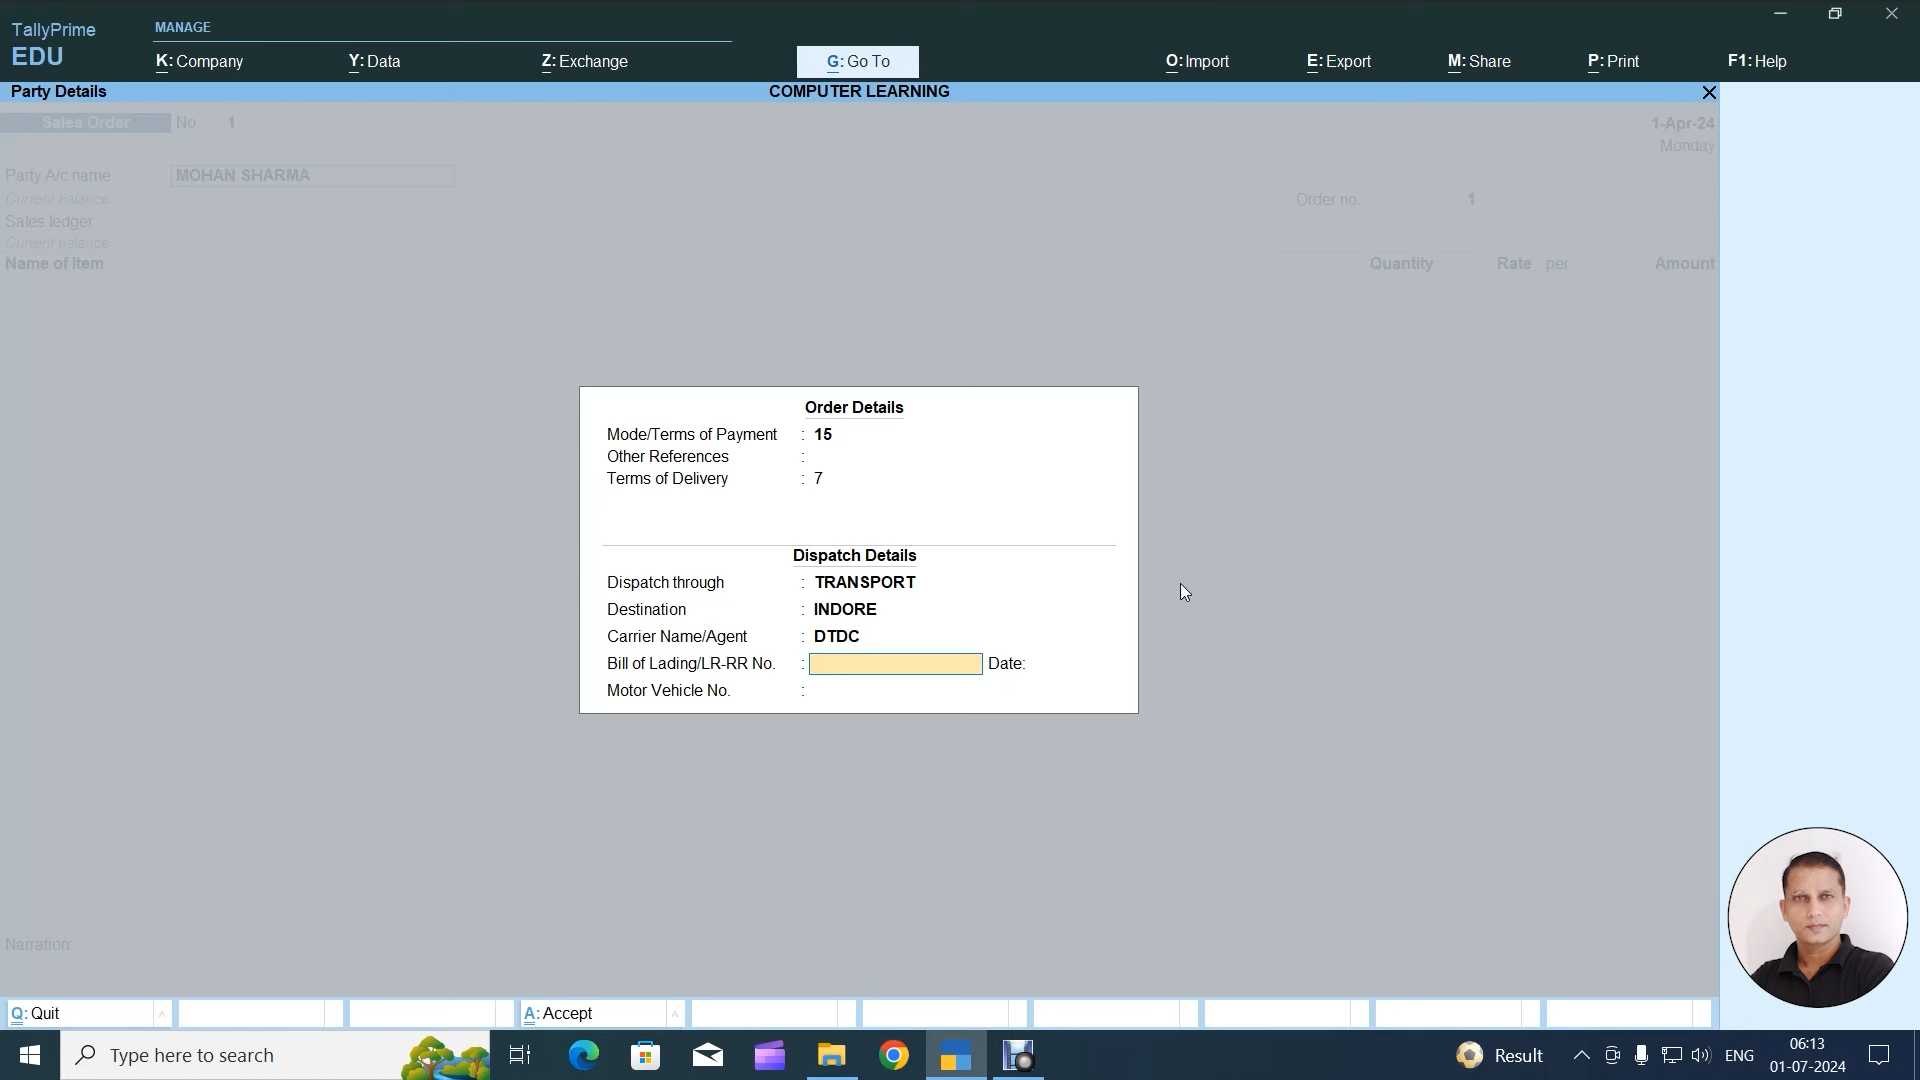 TallyPrime
EDU
MANAGE
K: Company
Y: Data
Z: Exchange
G: Go To
O: Import
E: Export
M: Share
P: Print
F1: Help
Party Details
COMPUTER LEARNING
Sales Order No. 1
1-Apr-24
Monday
Party A/c name : MOHAN SHARMA
Current balance
Order no. 1
Sales ledger
Current balance
Name of Item Quantity Rate per Amount
Order Details
Mode/Terms of Payment : 15
Other References :
Terms of Delivery : 7
Dispatch Details
Dispatch through : TRANSPORT
Destination : INDORE
Carrier Name/Agent : DTDC
Bill of Lading/LR-RR No. : Date:
Motor Vehicle No. :
Narration:
Q: Quit
A: Accept
Type here to search
Result
ENG
06:13
01-07-2024